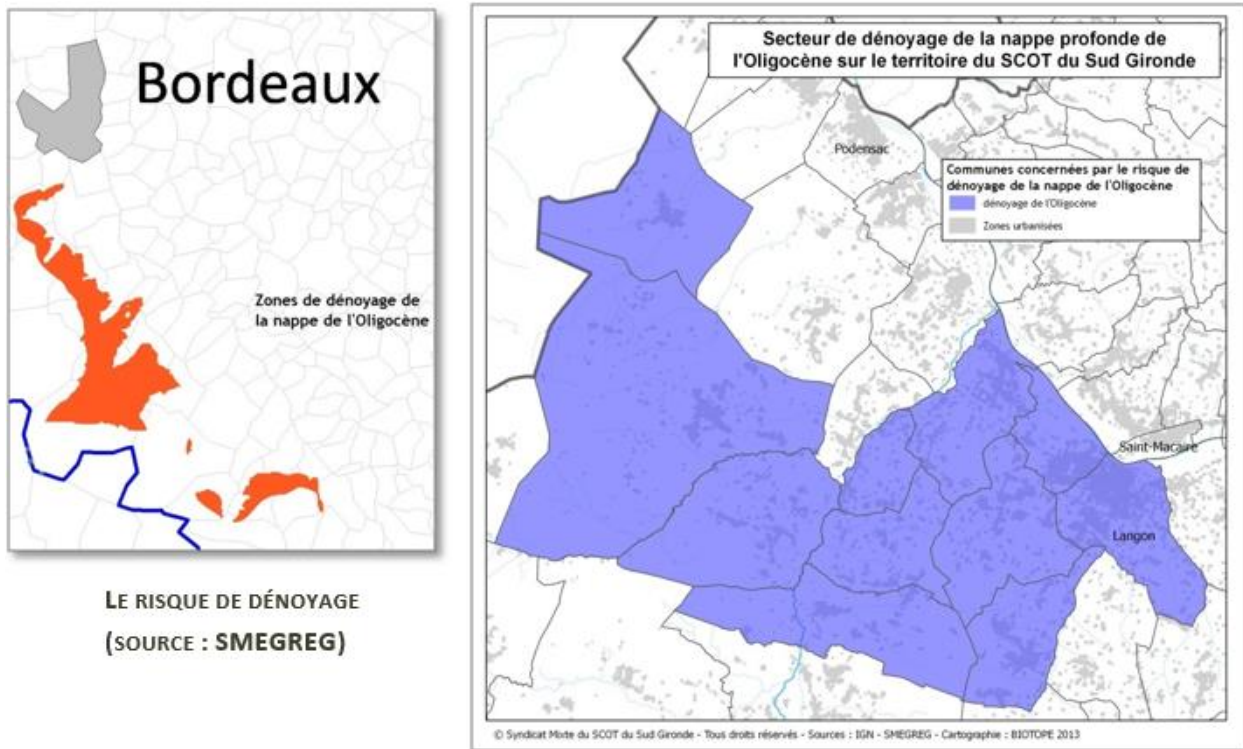 Bordeaux
Zones de dénoyage de
la nappe de l'Oligocène
LE RISQUE DE DÉNOYAGE
(SOURCE : SMEGREG)
Secteur de dénoyage de la nappe profonde de
l'Oligocène sur le territoire du SCOT du Sud Gironde
Podensac
Communes concernées par le risque de
dénoyage de la nappe de l'Oligocène
dénoyage de l'Oligocène
Zones urbanisées
Saint-Macaire
Langon
© Syndicat Mixte du SCOT du Sud Gironde - Tous droits réservés - Sources : IGN - SMEGREG - Cartographie : BIOTOPE 2013